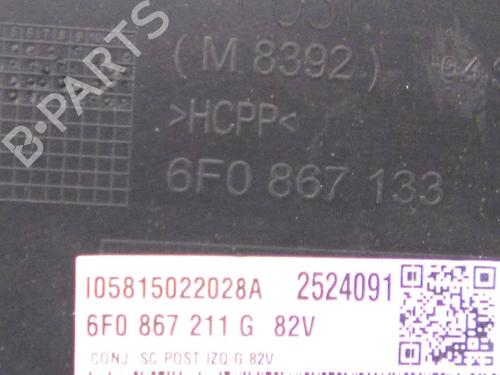 ( M 8392 )
>HCPP<
6F0 867 133
B-PARTS
I05815022028A 2524091
6F0 867 211 G 82V
CONJ SC POST IZQ G 82V